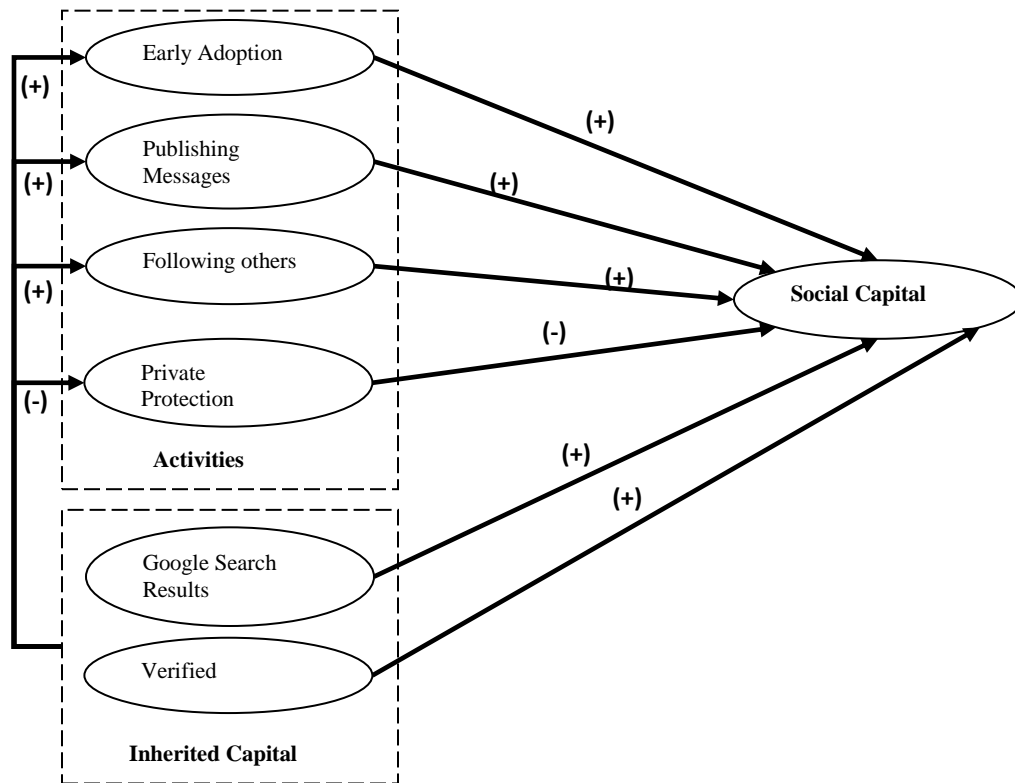 Early Adoption
(+)
(+)
Publishing
Messages
(+)
(+)
Following others
(+)
(+)
Social Capital
Private
Protection
(-)
(-)
Activities
Google Search
Results
(+)
Verified
(+)
Inherited Capital